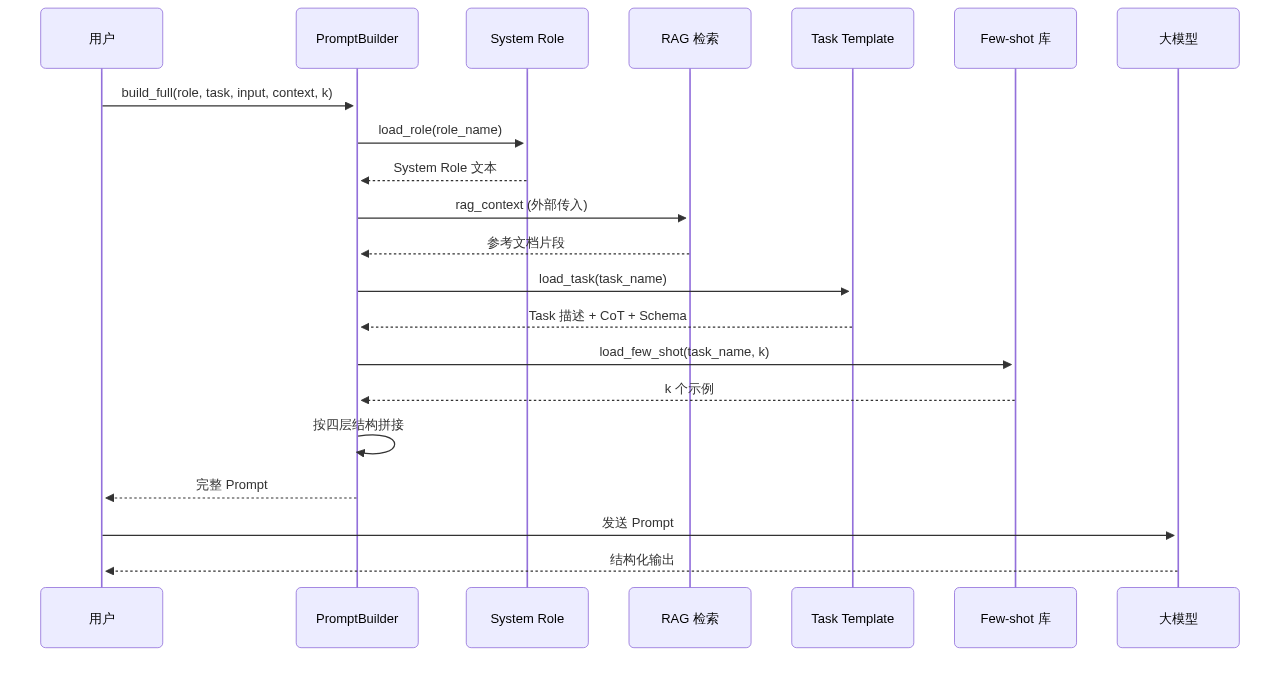 用户
PromptBuilder
System Role
RAG 检索
Task Template
Few-shot 库
大模型
build_full(role, task, input, context, k)
load_role(role_name)
System Role 文本
rag_context (外部传入)
参考文档片段
load_task(task_name)
Task 描述 + CoT + Schema
load_few_shot(task_name, k)
k 个示例
按四层结构拼接
完整 Prompt
发送 Prompt
结构化输出
用户
PromptBuilder
System Role
RAG 检索
Task Template
Few-shot 库
大模型